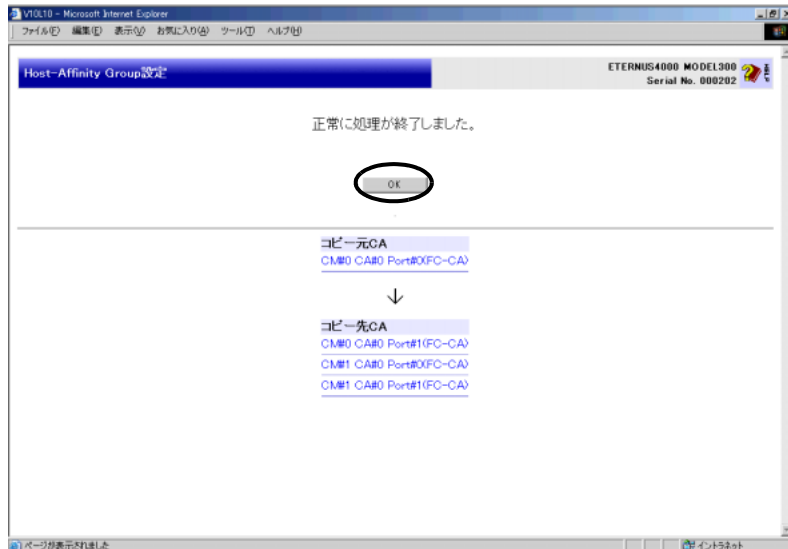 V10L10 - Microsoft Internet Explorer
ファイル(F) 編集(E) 表示(V) お気に入り(A) ツール(T) ヘルプ(H)
Host-Affinity Group設定
ETERNUS4000 MODEL300
Serial No. 000202
正常に処理が終了しました。
OK
コピー元CA
CM#0 CA#0 Port#0(FC-CA)
↓
コピー先CA
CM#0 CA#0 Port#1(FC-CA)
CM#1 CA#0 Port#0(FC-CA)
CM#1 CA#0 Port#1(FC-CA)
ページが表示されました
イントラネット